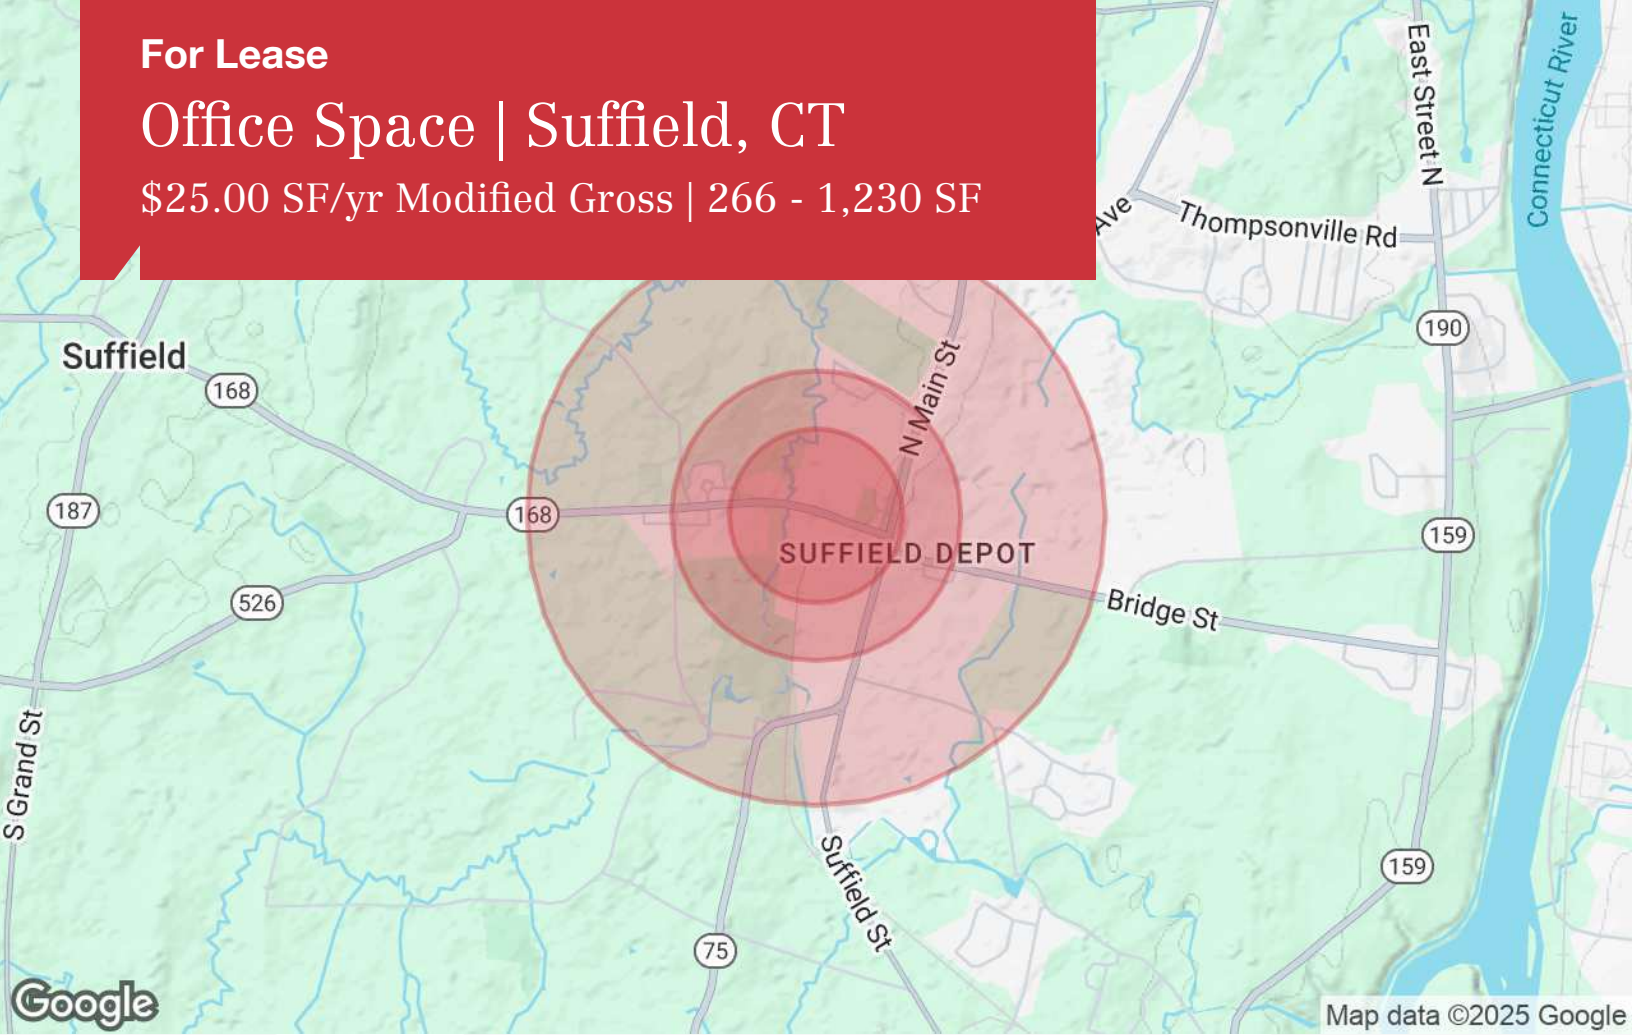 For Lease
Office Space | Suffield, CT
$25.00 SF/yr Modified Gross | 266 - 1,230 SF
East Street N
Connecticut River
Ave
Thompsonville Rd
190
Suffield
168
N Main St
187
168
159
SUFFIELD DEPOT
526
Bridge St
S Grand St
159
Suffield St
75
Google
Map data ©2025 Google